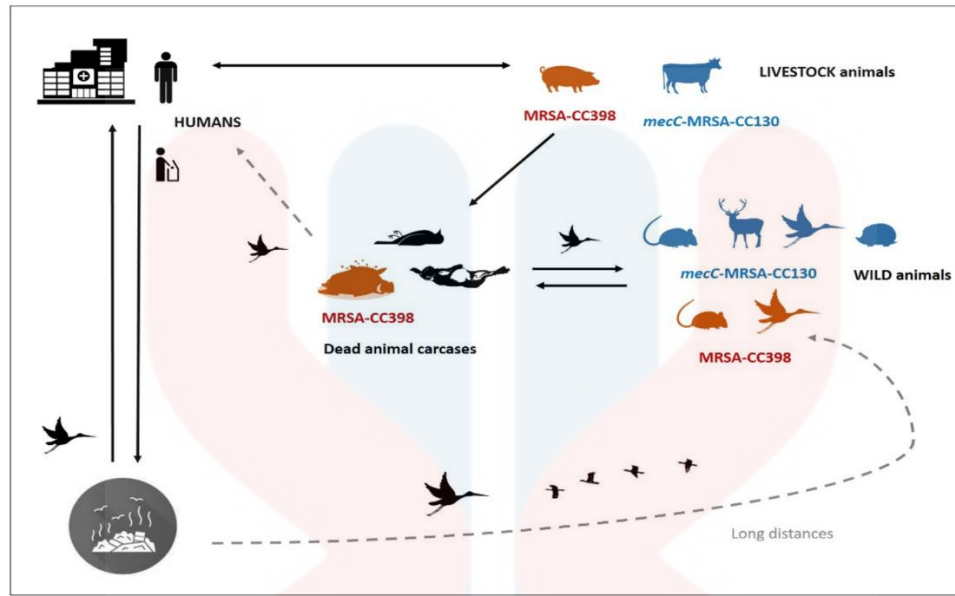 LIVESTOCK animals
MRSA-CC398
mecC-MRSA-CC130
HUMANS
mecC-MRSA-CC130
WILD animals
MRSA-CC398
Dead animal carcases
MRSA-CC398
Long distances